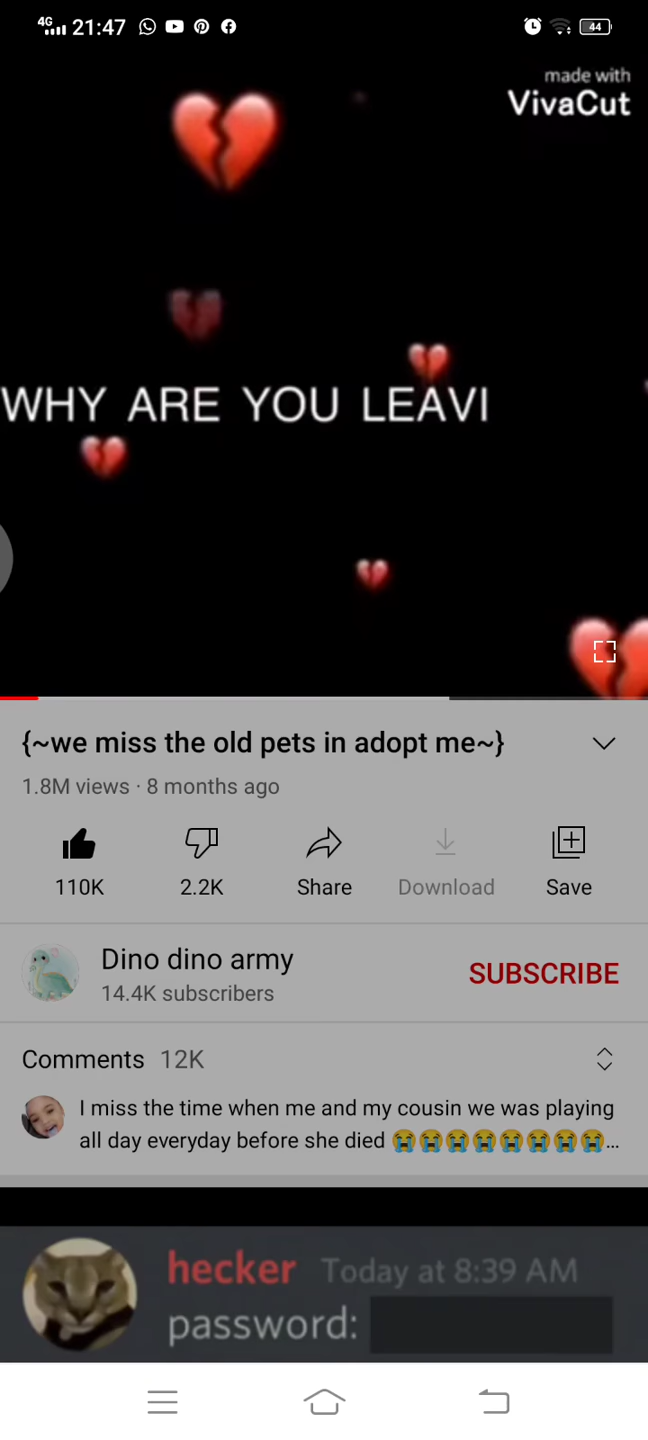 4G 21:47 44
made with
VivaCut
WHY ARE YOU LEAVI
{~we miss the old pets in adopt me~}
1.8M views · 8 months ago
110K 2.2K Share Download Save
Dino dino army
14.4K subscribers
SUBSCRIBE
Comments 12K
I miss the time when me and my cousin we was playing
all day everyday before she died 😭😭😭😭😭😭😭😭...
hecker Today at 8:39 AM
password: